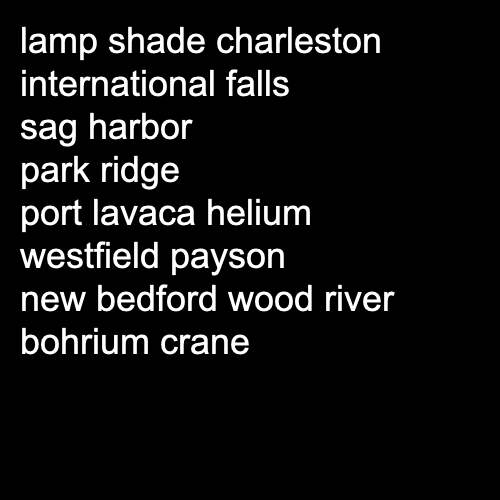 lamp shade charleston
international falls
sag harbor
park ridge
port lavaca helium
westfield payson
new bedford wood river
bohrium crane